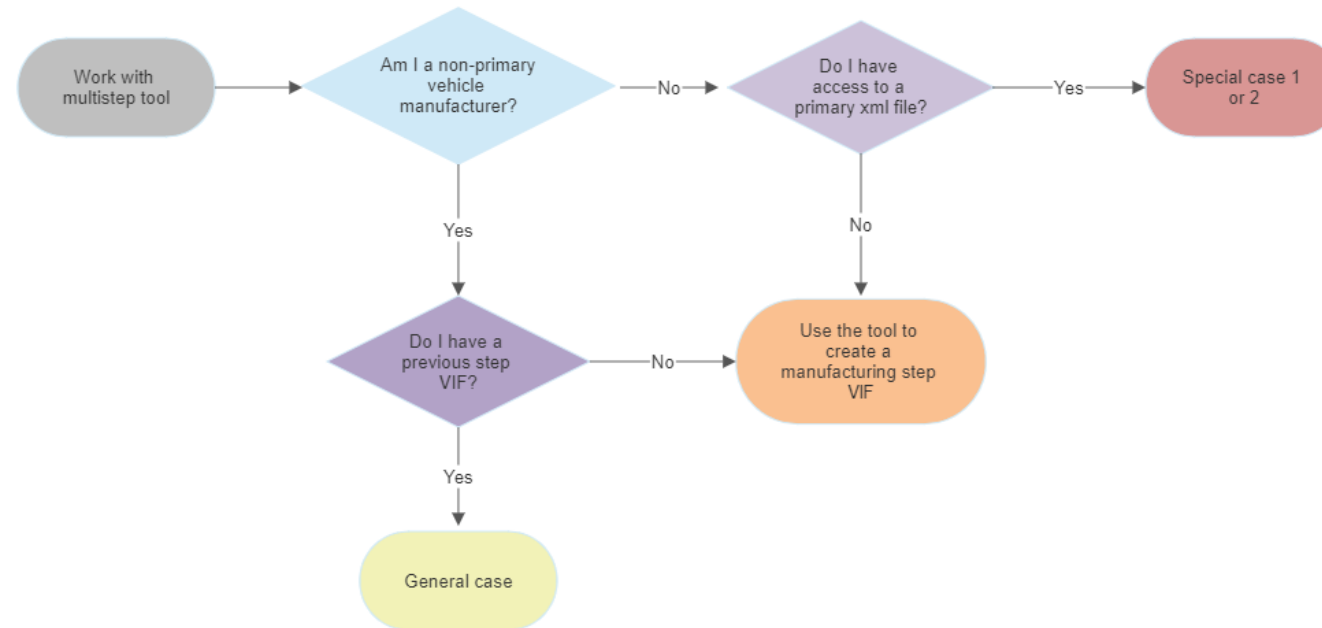 Work with
multistep tool
Am I a non-primary
vehicle
manufacturer?
No
Do I have
access to a
primary xml file?
Yes
Special case 1
or 2
Yes
No
Do I have a
previous step
VIF?
No
Use the tool to
create a
manufacturing step
VIF
Yes
General case